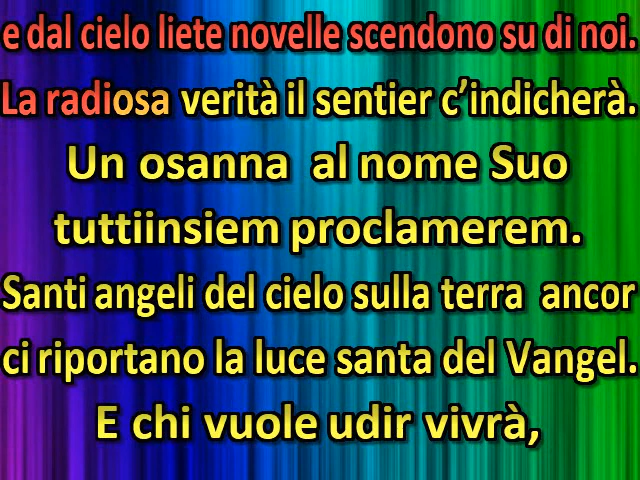 e dal cielo liete novelle scendono su di noi.
La radiosa verità il sentier c’indicherà.
Un osanna  al nome Suo
tuttiinsiem proclamerem.
Santi angeli del cielo sulla terra  ancor
ci riportano la luce santa del Vangel.
E chi vuole udir vivrà,